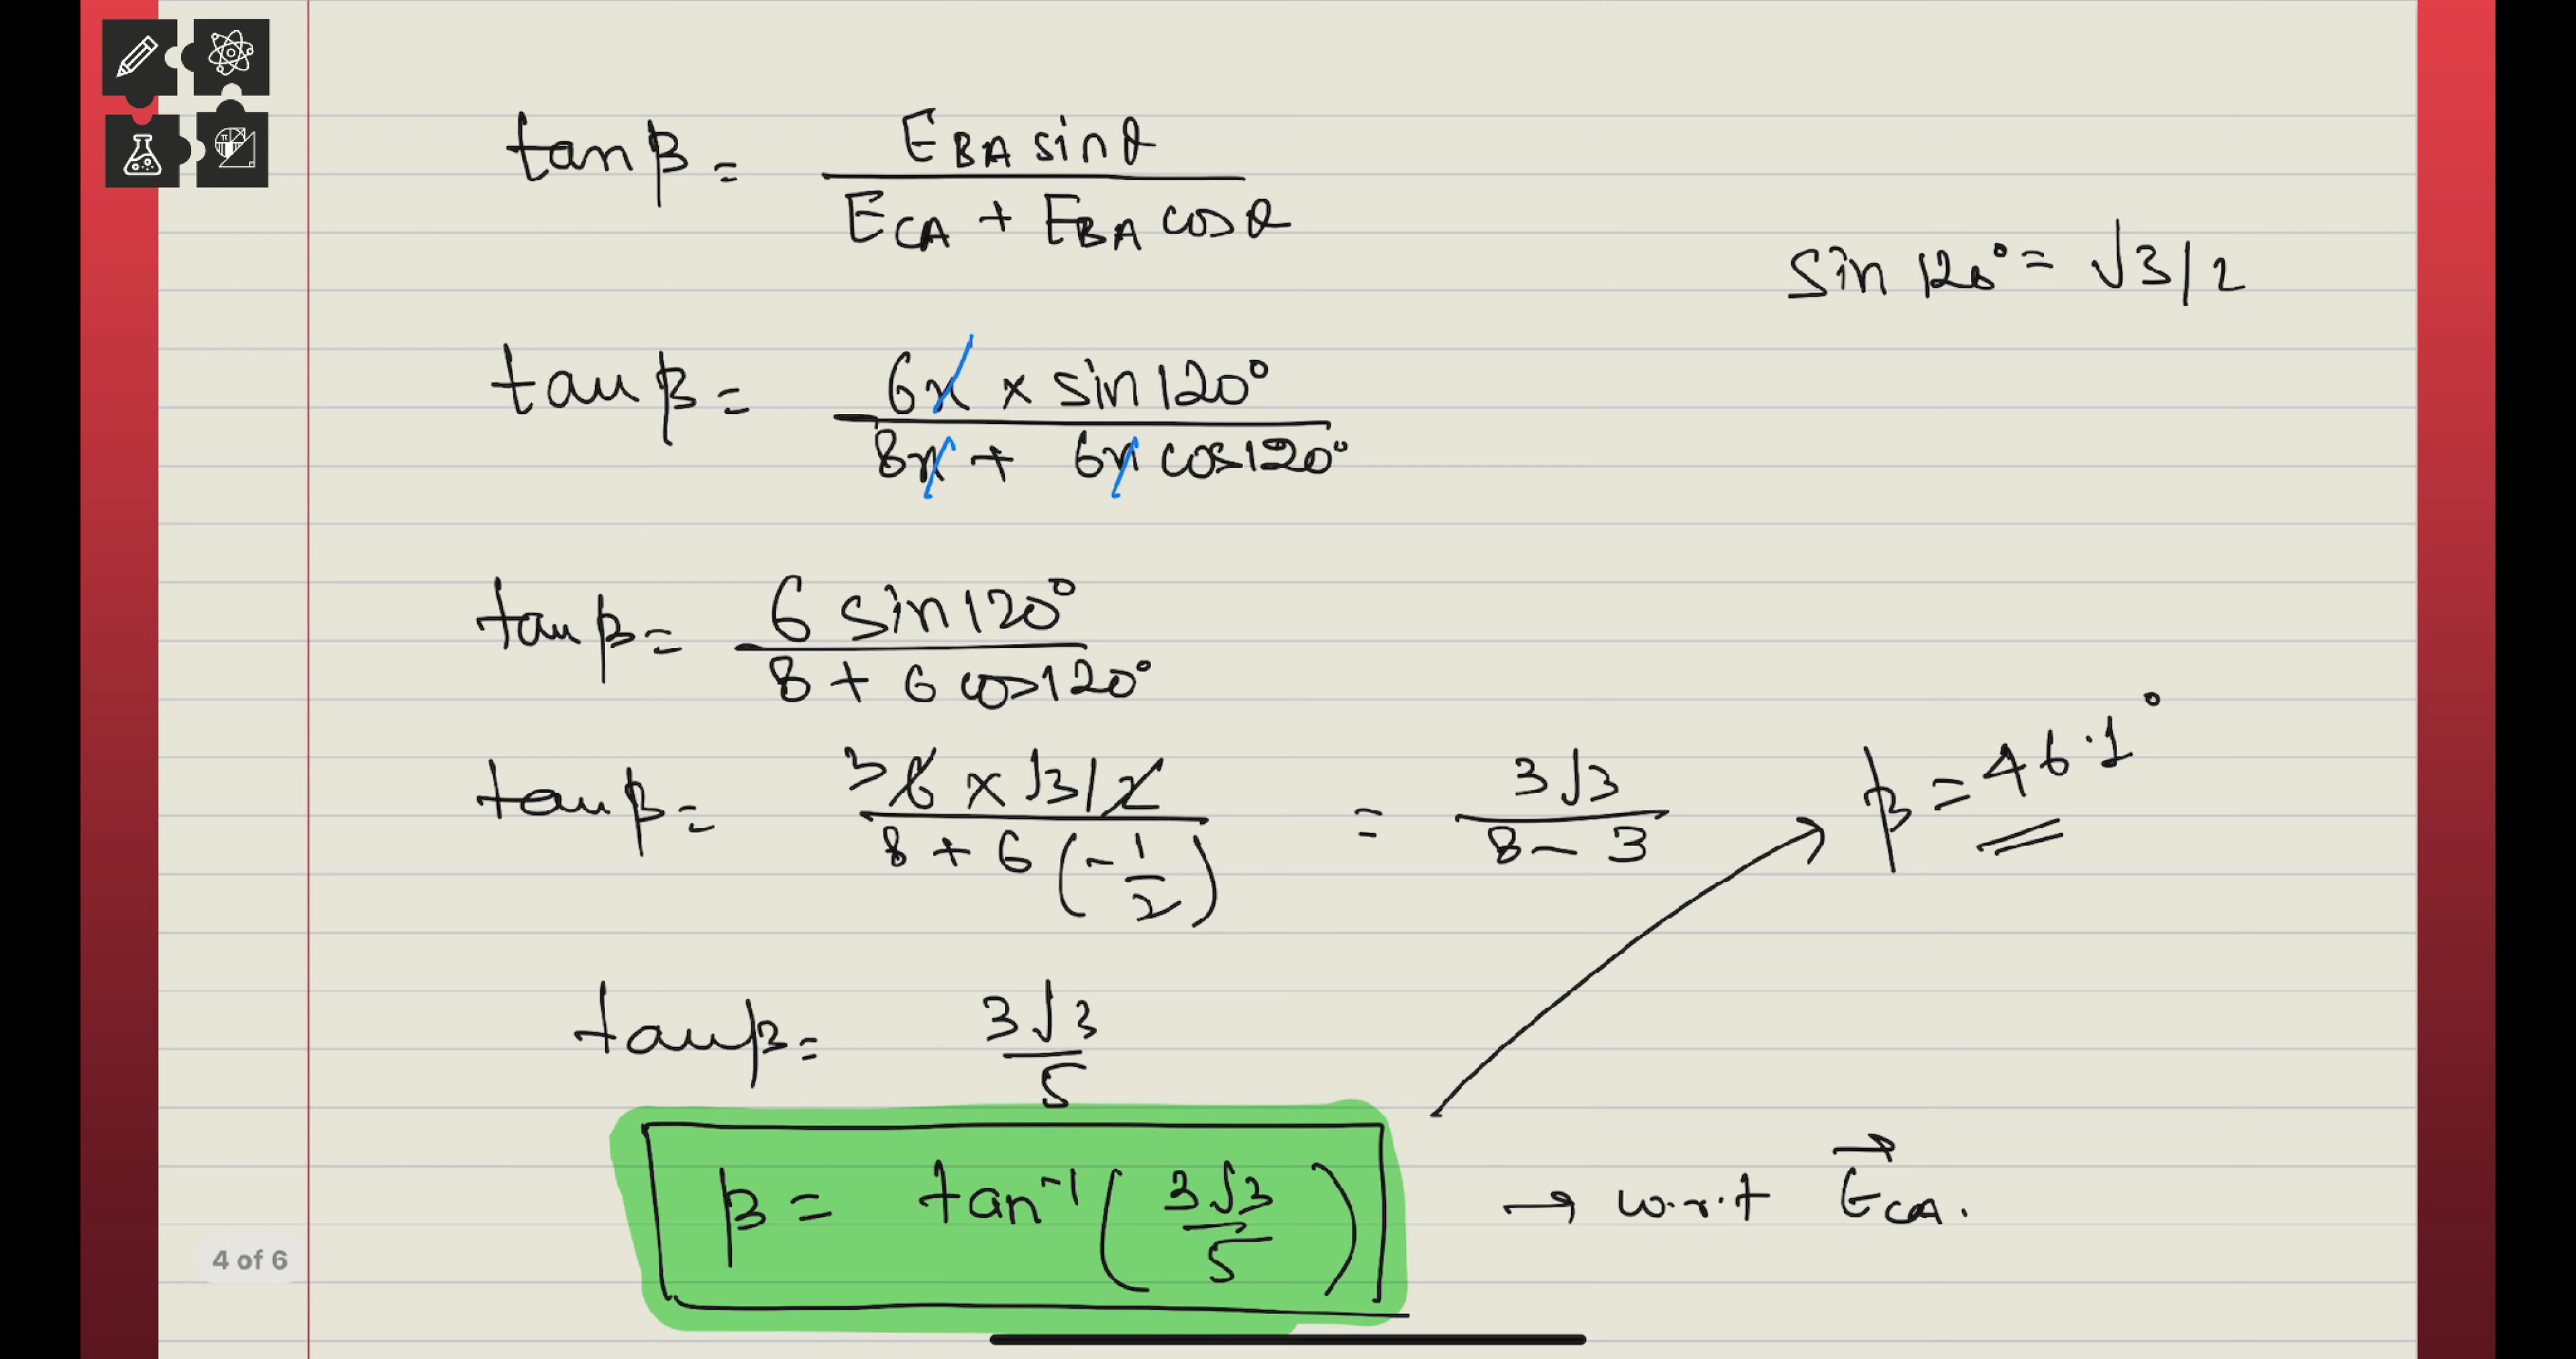 tan β = E_BA sin θ / E_CA + E_BA cos θ
sin 120° = √3/2
tan β = 6x × sin 120° / 8x + 6x cos 120°
tan β = 6 sin 120° / 8 + 6 cos 120°
β = 46.1°
tan β = 3 6 × √3/2 / 8 + 6 (-1/2) = 3√3 / 8 - 3
tan β = 3√3 / 5
β = tan⁻¹ (3√3 / 5) → w.r.t E⃗_CA.
4 of 6